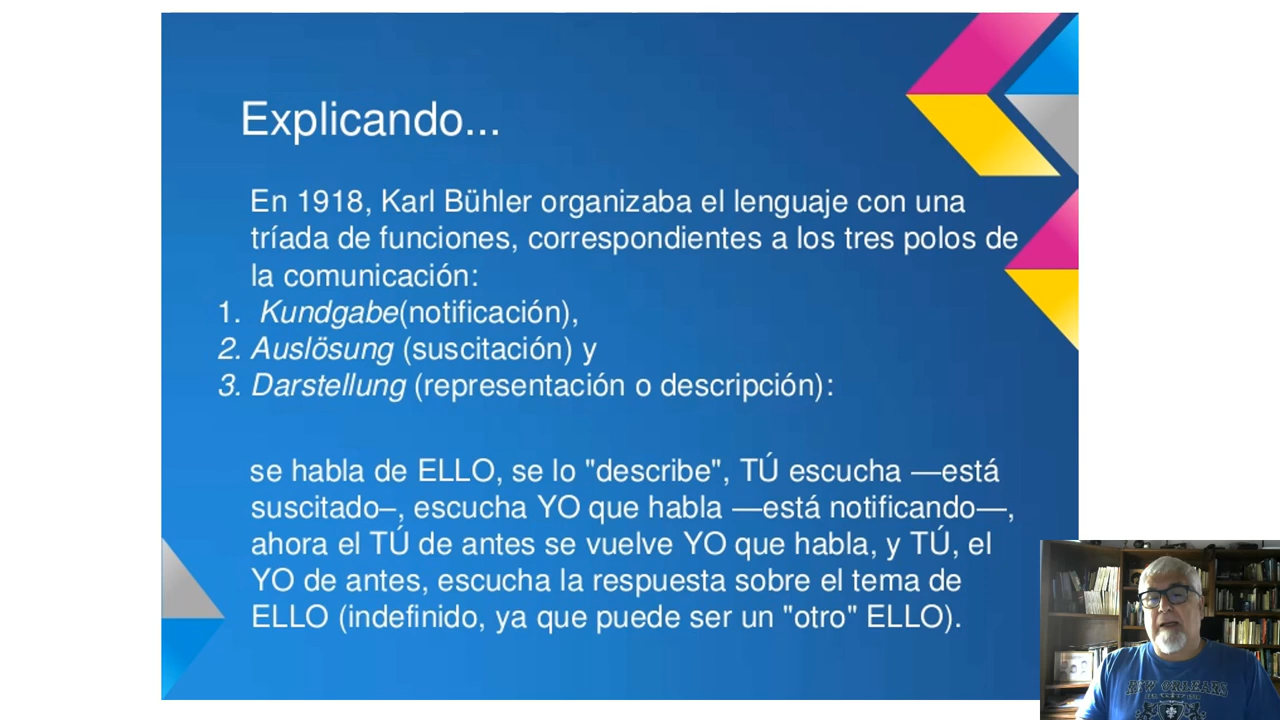 Explicando...
En 1918, Karl Bühler organizaba el lenguaje con una
tríada de funciones, correspondientes a los tres polos de
la comunicación:
1. Kundgabe(notificación),
2. Auslösung (suscitación) y
3. Darstellung (representación o descripción):
se habla de ELLO, se lo "describe", TÚ escucha —está
suscitado–, escucha YO que habla —está notificando—,
ahora el TÚ de antes se vuelve YO que habla, y TÚ, el
YO de antes, escucha la respuesta sobre el tema de
ELLO (indefinido, ya que puede ser un "otro" ELLO).
NEW ORLEANS